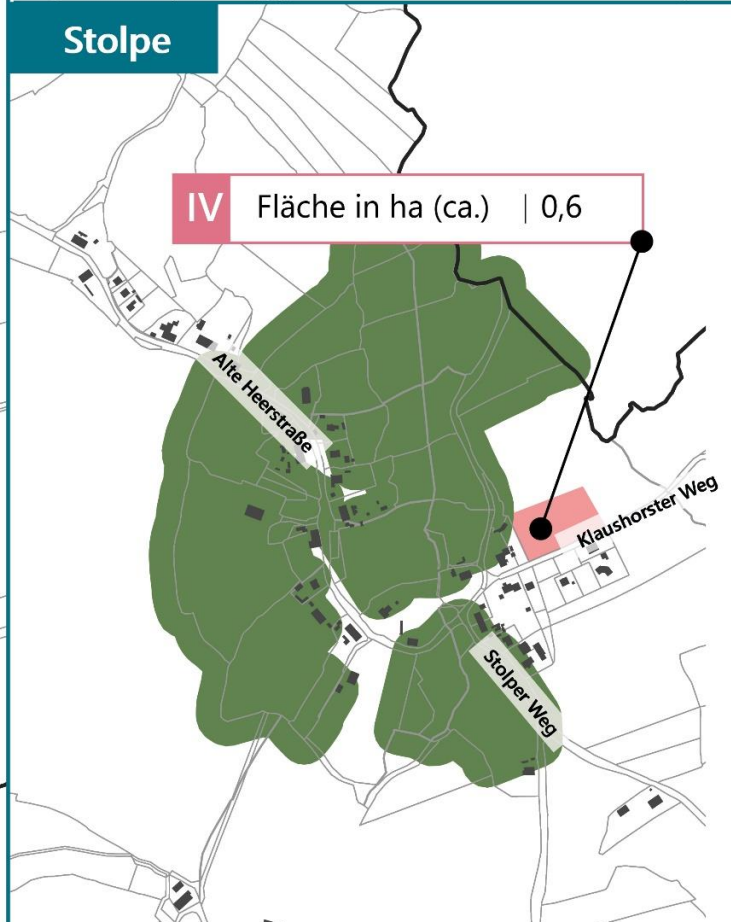 Stolpe
IV Fläche in ha (ca.) | 0,6
Alte Heerstraße
Klaushorster Weg
Stolper Weg